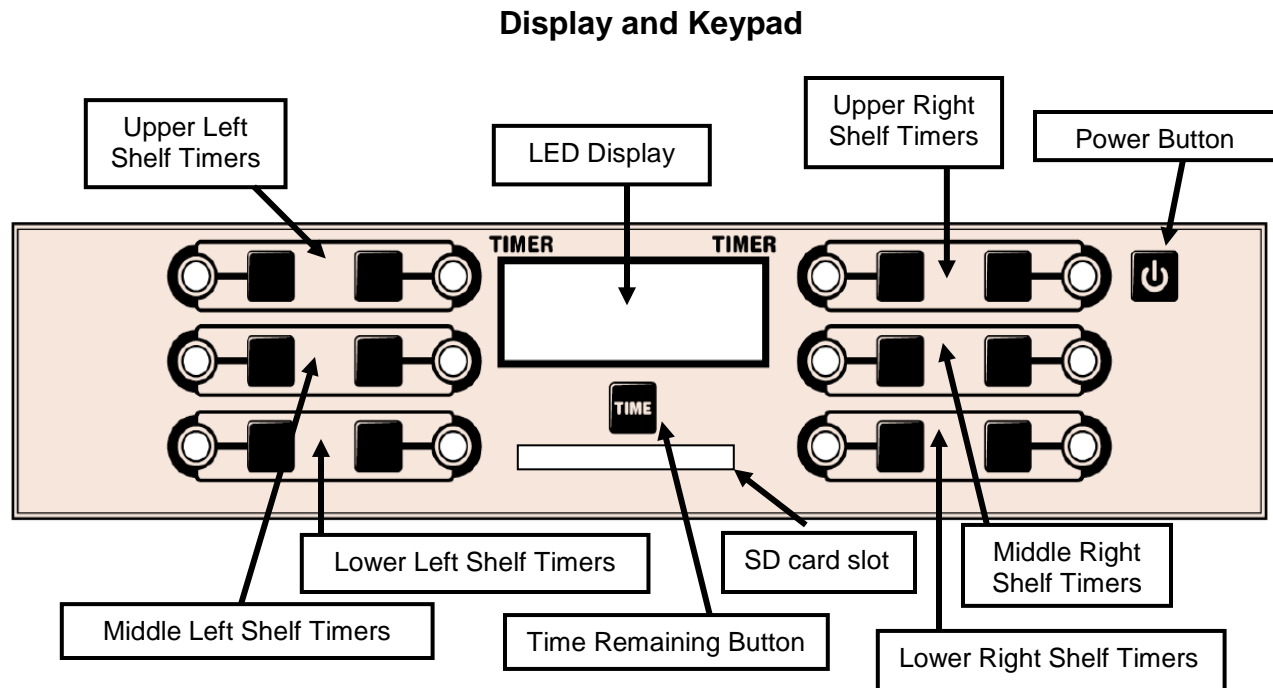 Display and Keypad
Upper Left
Shelf Timers
LED Display
Upper Right
Shelf Timers
Power Button
TIMER
TIMER
TIME
Lower Left Shelf Timers
SD card slot
Middle Right
Shelf Timers
Middle Left Shelf Timers
Time Remaining Button
Lower Right Shelf Timers